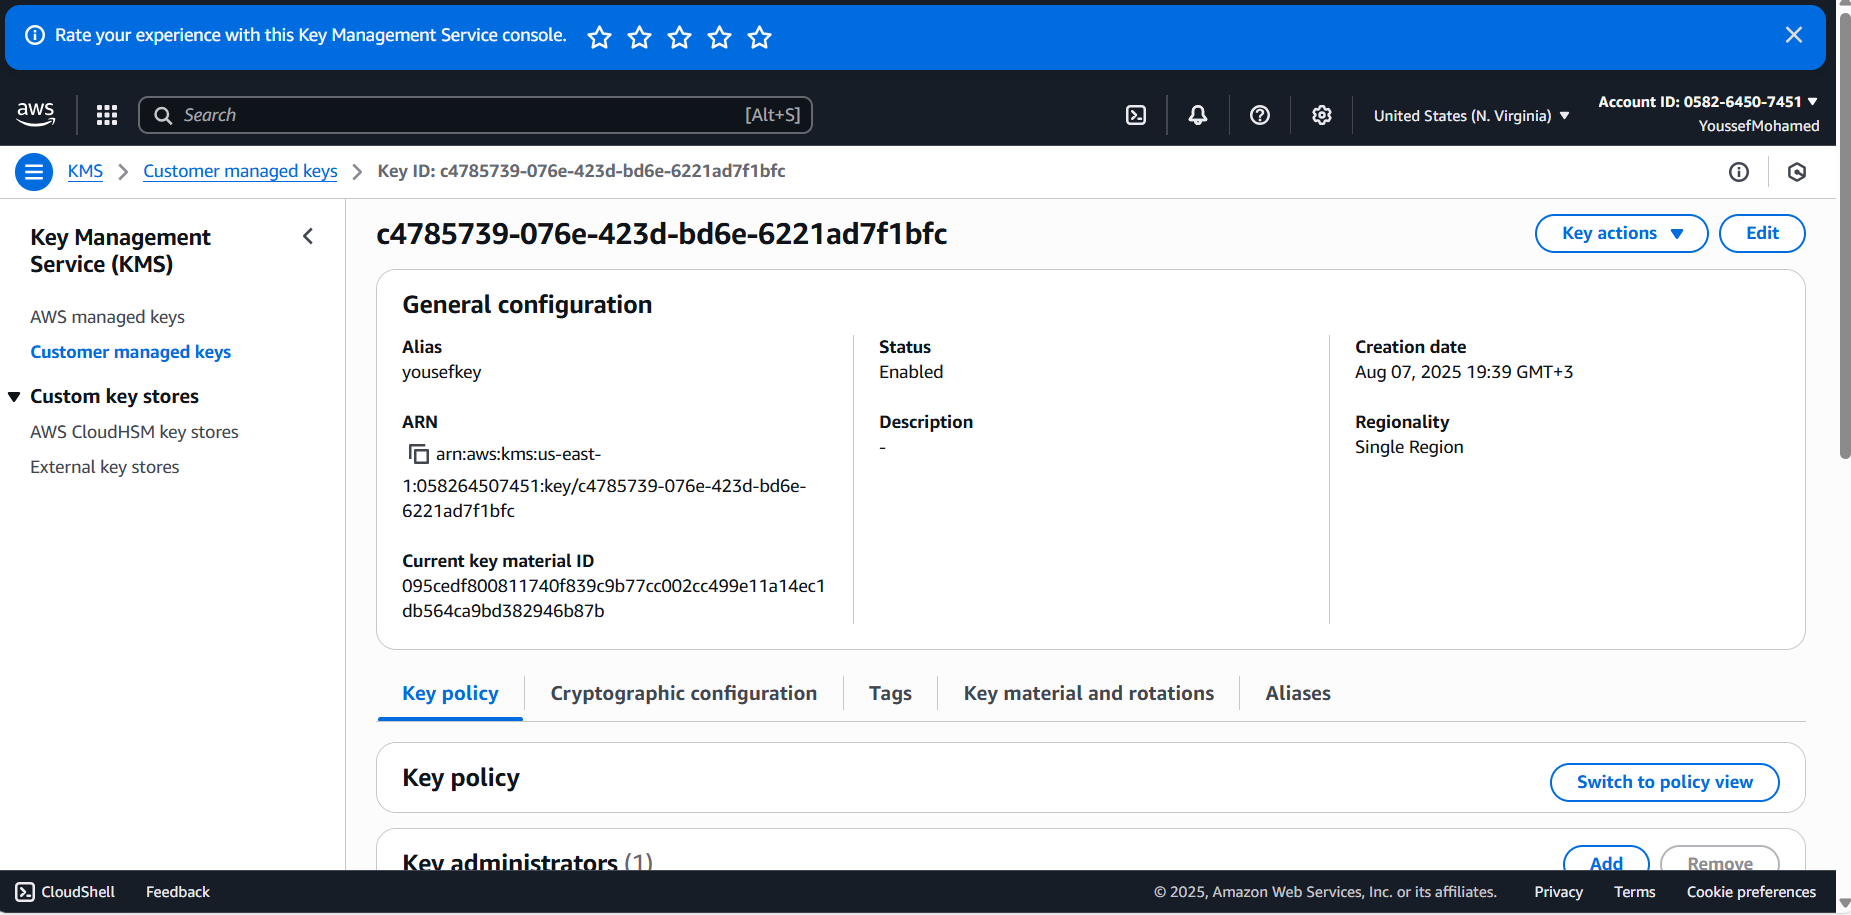 Rate your experience with this Key Management Service console.
aws
Search [Alt+S]
United States (N. Virginia)
Account ID: 0582-6450-7451
YoussefMohamed
KMS
Customer managed keys
Key ID: c4785739-076e-423d-bd6e-6221ad7f1bfc
Key Management
Service (KMS)
AWS managed keys
Customer managed keys
Custom key stores
AWS CloudHSM key stores
External key stores
c4785739-076e-423d-bd6e-6221ad7f1bfc
Key actions
Edit
General configuration
Alias
yousefkey
ARN
arn:aws:kms:us-east-
1:058264507451:key/c4785739-076e-423d-bd6e-
6221ad7f1bfc
Current key material ID
095cedf800811740f839c9b77cc002cc499e11a14ec1
db564ca9bd382946b87b
Status
Enabled
Description
-
Creation date
Aug 07, 2025 19:39 GMT+3
Regionality
Single Region
Key policy
Cryptographic configuration
Tags
Key material and rotations
Aliases
Key policy
Switch to policy view
Key administrators (1)
Add
Remove
CloudShell
Feedback
© 2025, Amazon Web Services, Inc. or its affiliates.
Privacy
Terms
Cookie preferences